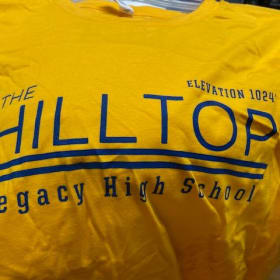 THE
ELEVATION 1024'
HILLTOP
egacy High School